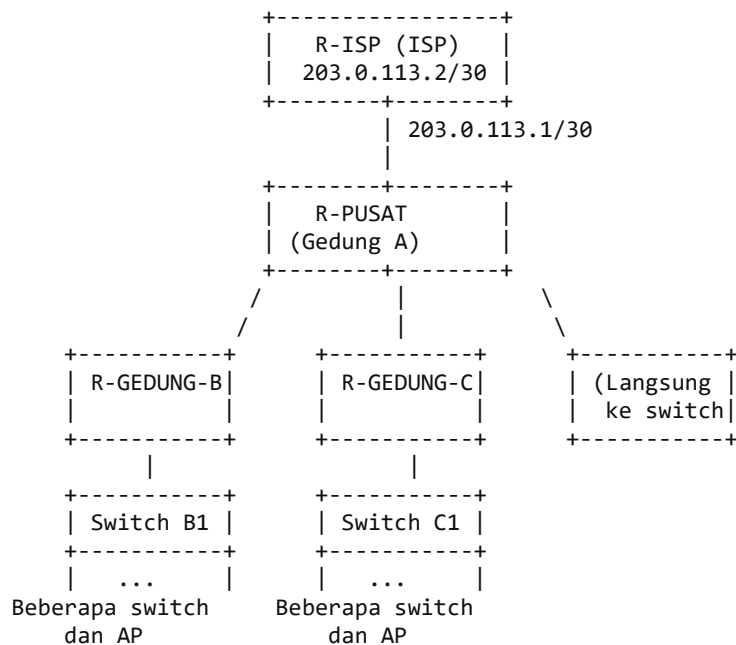 R-ISP (ISP)
203.0.113.2/30
203.0.113.1/30
R-PUSAT
(Gedung A)
R-GEDUNG-B R-GEDUNG-C (Langsung
ke switch
Switch B1 Switch C1
... ...
Beberapa switch Beberapa switch
dan AP dan AP